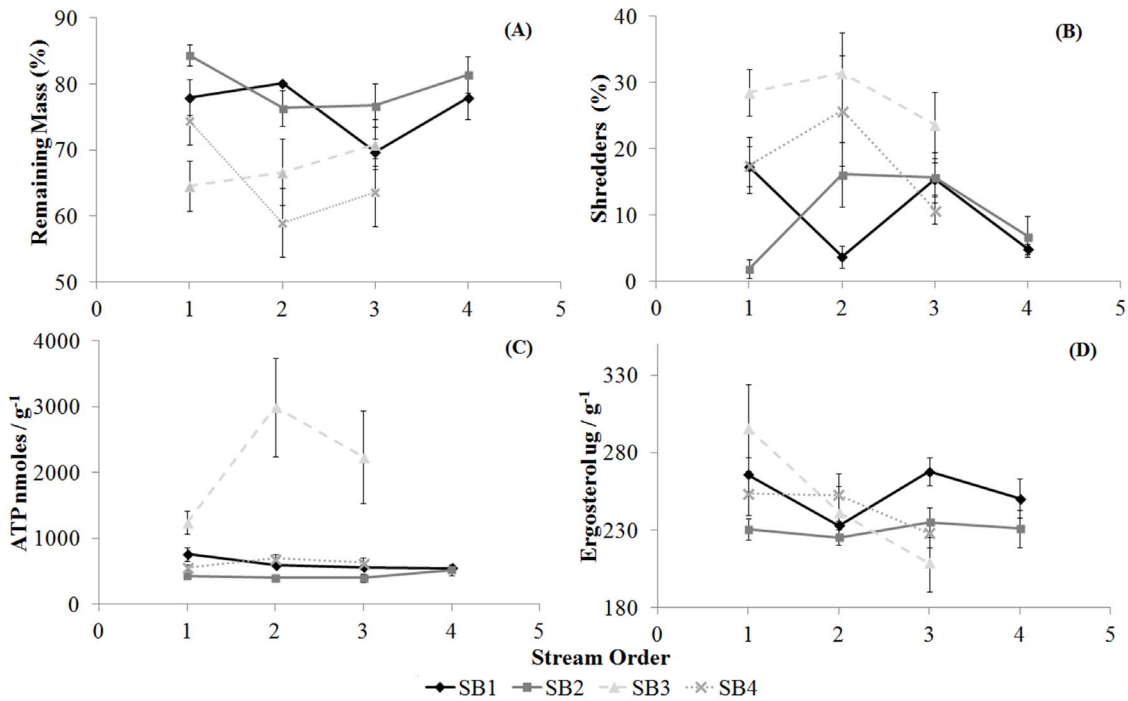 (A)
Remaining Mass (%)
90
80
70
60
50
0 1 2 3 4 5
(B)
Shredders (%)
40
30
20
10
0
0 1 2 3 4 5
(C)
ATP nmoles / g-1
4000
3000
2000
1000
0
0 1 2 3 4 5
(D)
Ergosterolug / g-1
330
280
230
180
0 1 2 3 4 5
Stream Order
SB1 SB2 SB3 SB4